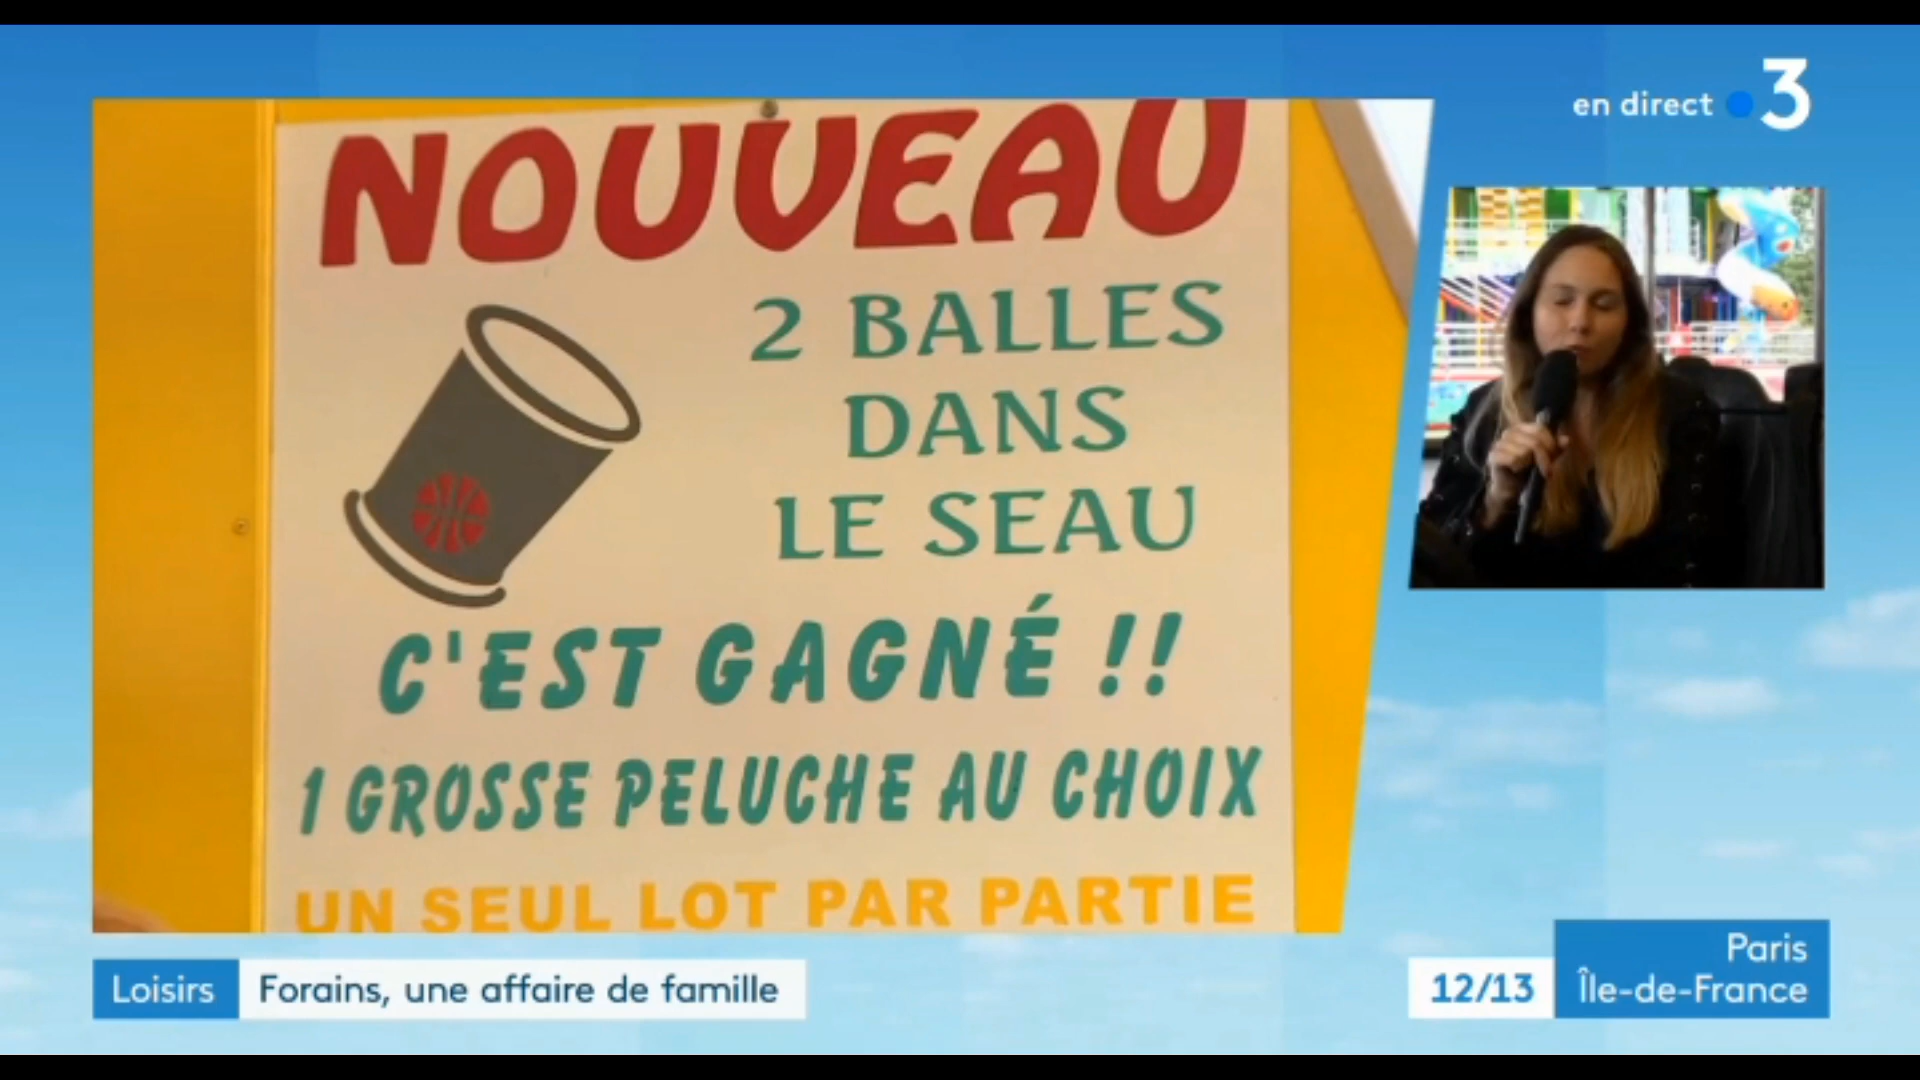 en direct 3
NOUVEAU
2 BALLES
DANS
LE SEAU
C'EST GAGNÉ !!
1 GROSSE PELUCHE AU CHOIX
UN SEUL LOT PAR PARTIE
Loisirs Forains, une affaire de famille
12/13
Paris
Île-de-France